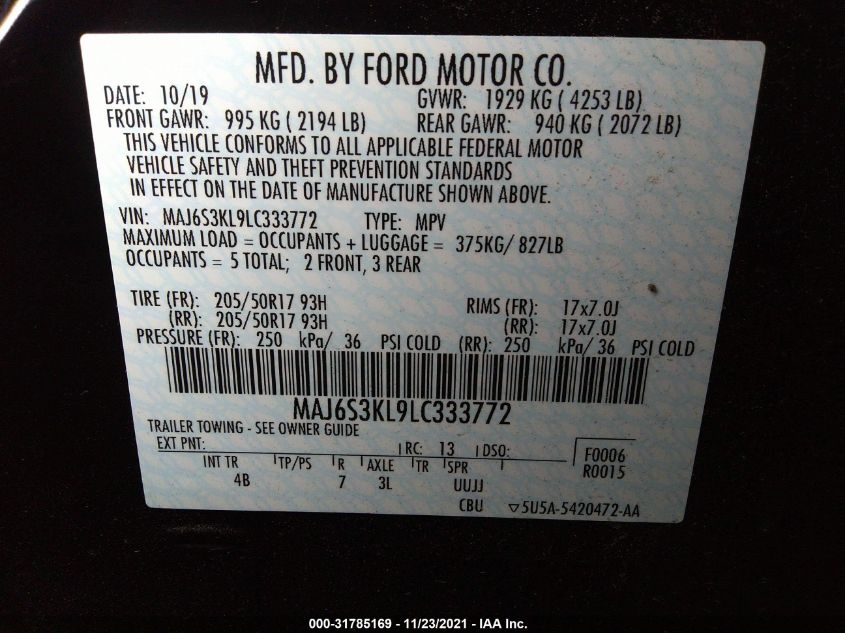 MFD. BY FORD MOTOR CO.
DATE: 10/19 GVWR: 1929 KG ( 4253 LB)
FRONT GAWR: 995 KG ( 2194 LB) REAR GAWR: 940 KG ( 2072 LB)
THIS VEHICLE CONFORMS TO ALL APPLICABLE FEDERAL MOTOR
VEHICLE SAFETY AND THEFT PREVENTION STANDARDS
IN EFFECT ON THE DATE OF MANUFACTURE SHOWN ABOVE.
VIN: MAJ6S3KL9LC333772 TYPE: MPV
MAXIMUM LOAD = OCCUPANTS + LUGGAGE = 375KG/ 827LB
OCCUPANTS = 5 TOTAL; 2 FRONT, 3 REAR
TIRE (FR): 205/50R17 93H RIMS (FR): 17x7.0J
(RR): 205/50R17 93H (RR): 17x7.0J
PRESSURE (FR): 250 kPa/ 36 PSI COLD (RR): 250 kPa/ 36 PSI COLD
MAJ6S3KL9LC333772
TRAILER TOWING - SEE OWNER GUIDE
EXT PNT: RC: 13 DSO: F0006
R0015
INT TR TP/PS R AXLE TR SPR
4B 7 3L UUJJ
CBU ▽5U5A-5420472-AA
000-31785169 - 11/23/2021 - IAA Inc.